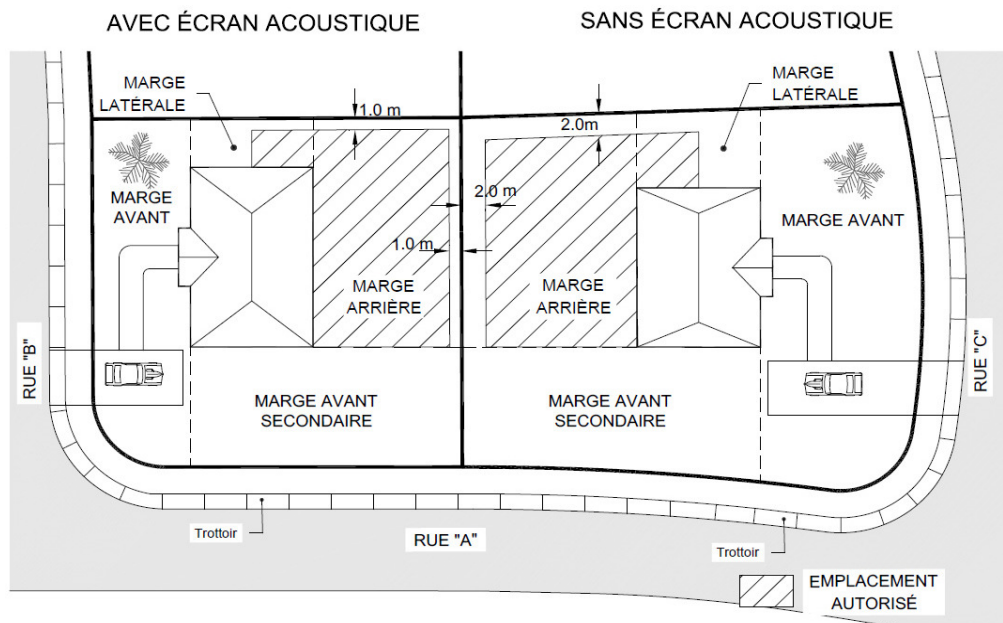 AVEC ÉCRAN ACOUSTIQUE
SANS ÉCRAN ACOUSTIQUE
MARGE
LATÉRALE
1.0 m
2.0m
MARGE
LATÉRALE
MARGE
AVANT
2.0 m
1.0 m
MARGE AVANT
MARGE
ARRIÈRE
MARGE
ARRIÈRE
RUE "B"
RUE "C"
MARGE AVANT
SECONDAIRE
MARGE AVANT
SECONDAIRE
Trottoir
RUE "A"
Trottoir
EMPLACEMENT
AUTORISÉ